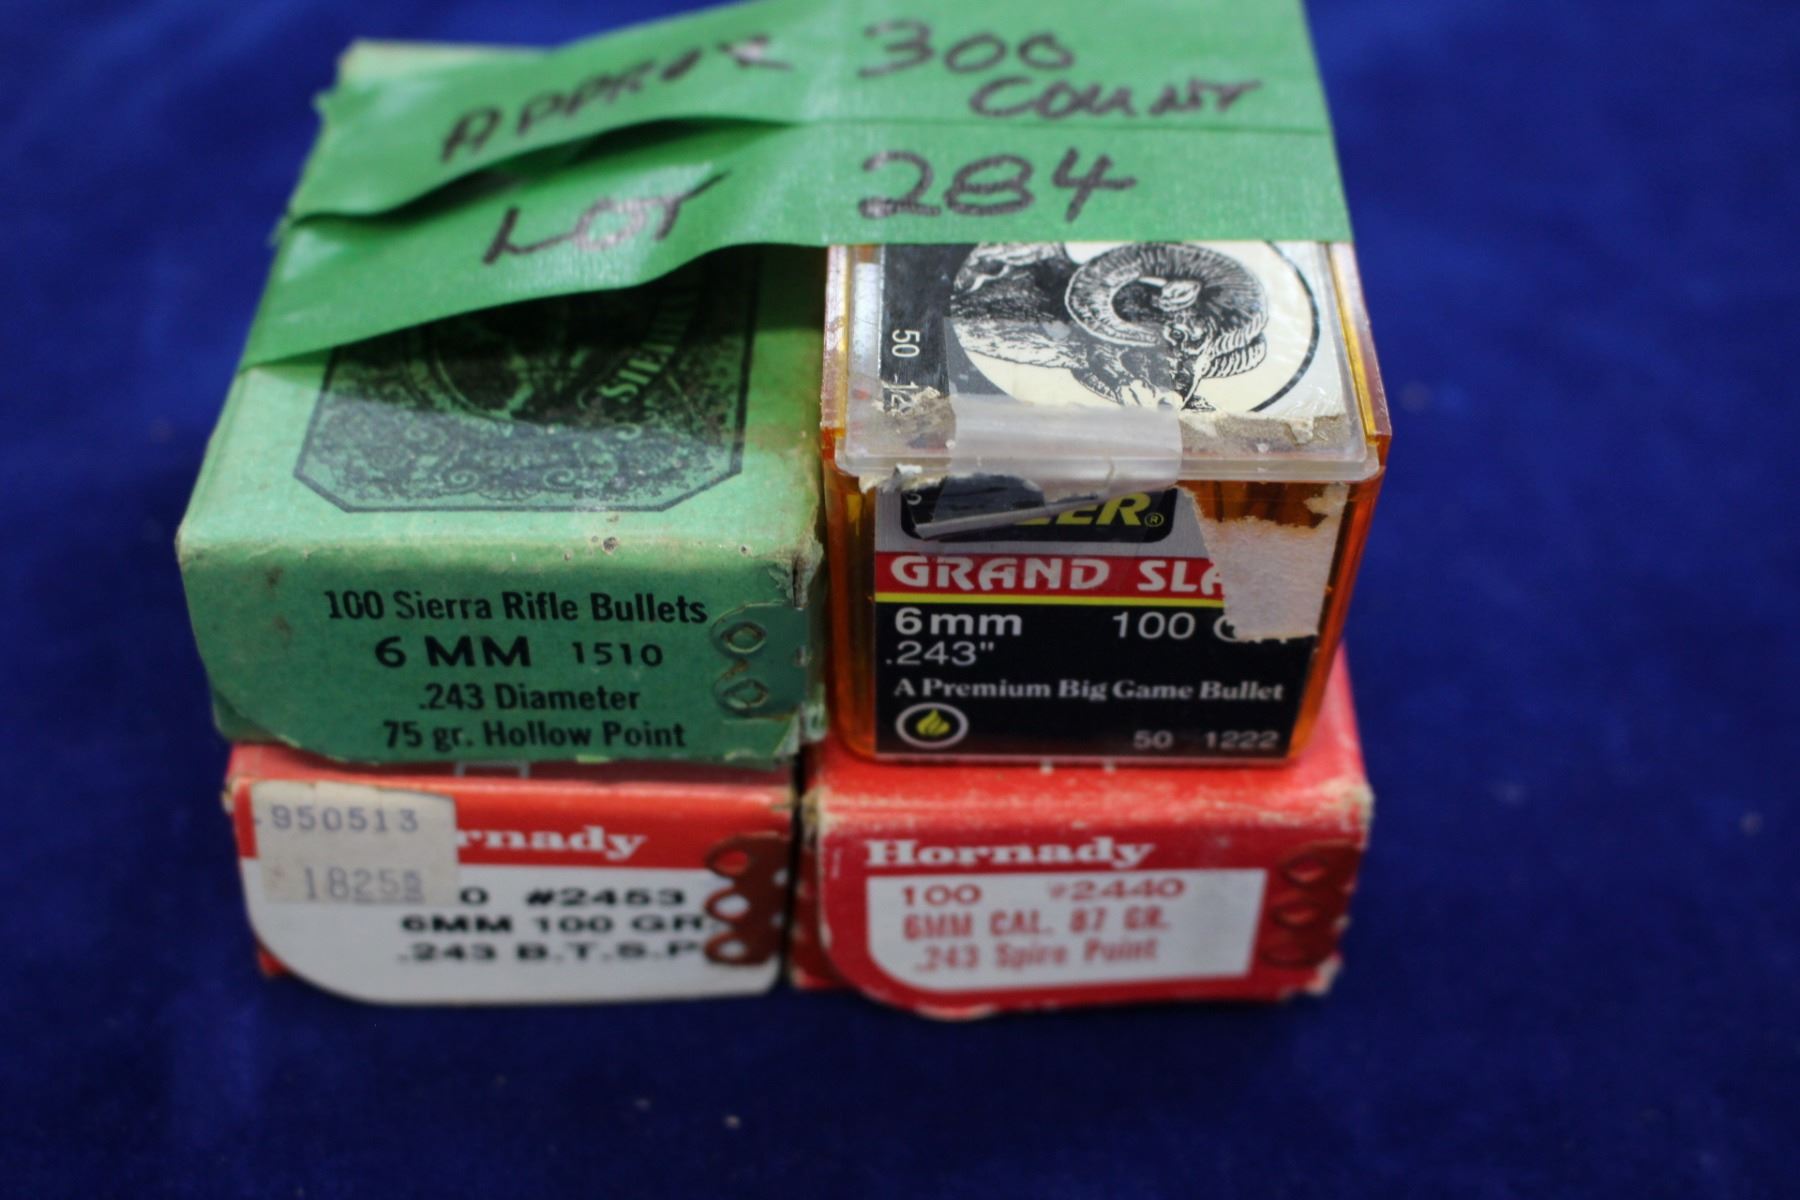 APPROX 300
COUNT
LOT 284
50
100 Sierra Rifle Bullets
6 MM 1510
.243 Diameter
75 gr. Hollow Point
GRAND
6mm 100
.243"
A Premium Big Game Bullet
50 1222
950513
1825
#2453
6MM 100 GR.
.243 B.T.S.P
Hornady
100 #2440
6MM CAL. 87 GR.
.243 Spire Point